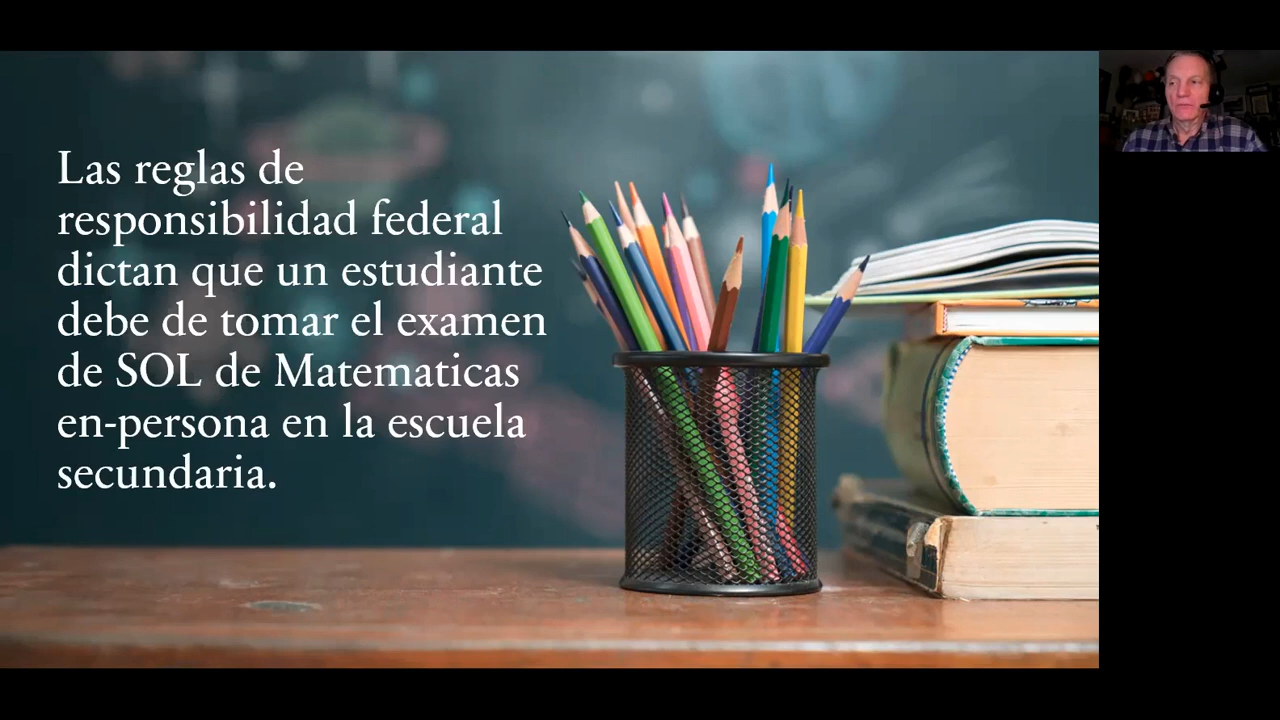 Las reglas de
responsibilidad federal
dictan que un estudiante
debe de tomar el examen
de SOL de Matematicas
en-persona en la escuela
secundaria.